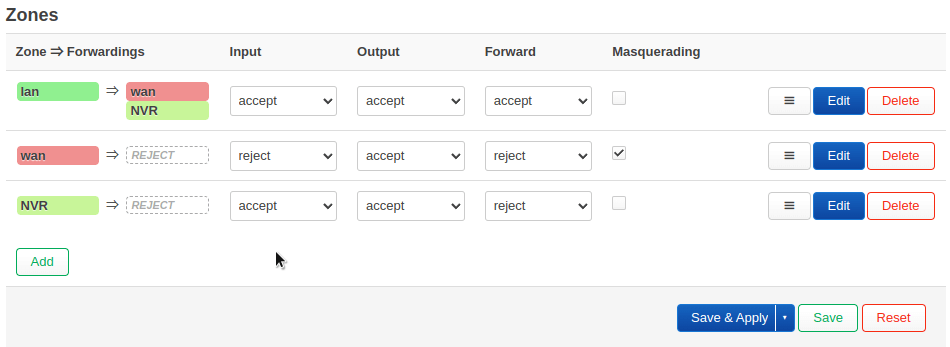 Zones
Zone ⇒ Forwardings Input Output Forward Masquerading
lan ⇒ wan accept accept accept Edit Delete
NVR
wan ⇒ REJECT reject accept reject Edit Delete
NVR ⇒ REJECT accept accept reject Edit Delete
Add
Save & Apply Save Reset